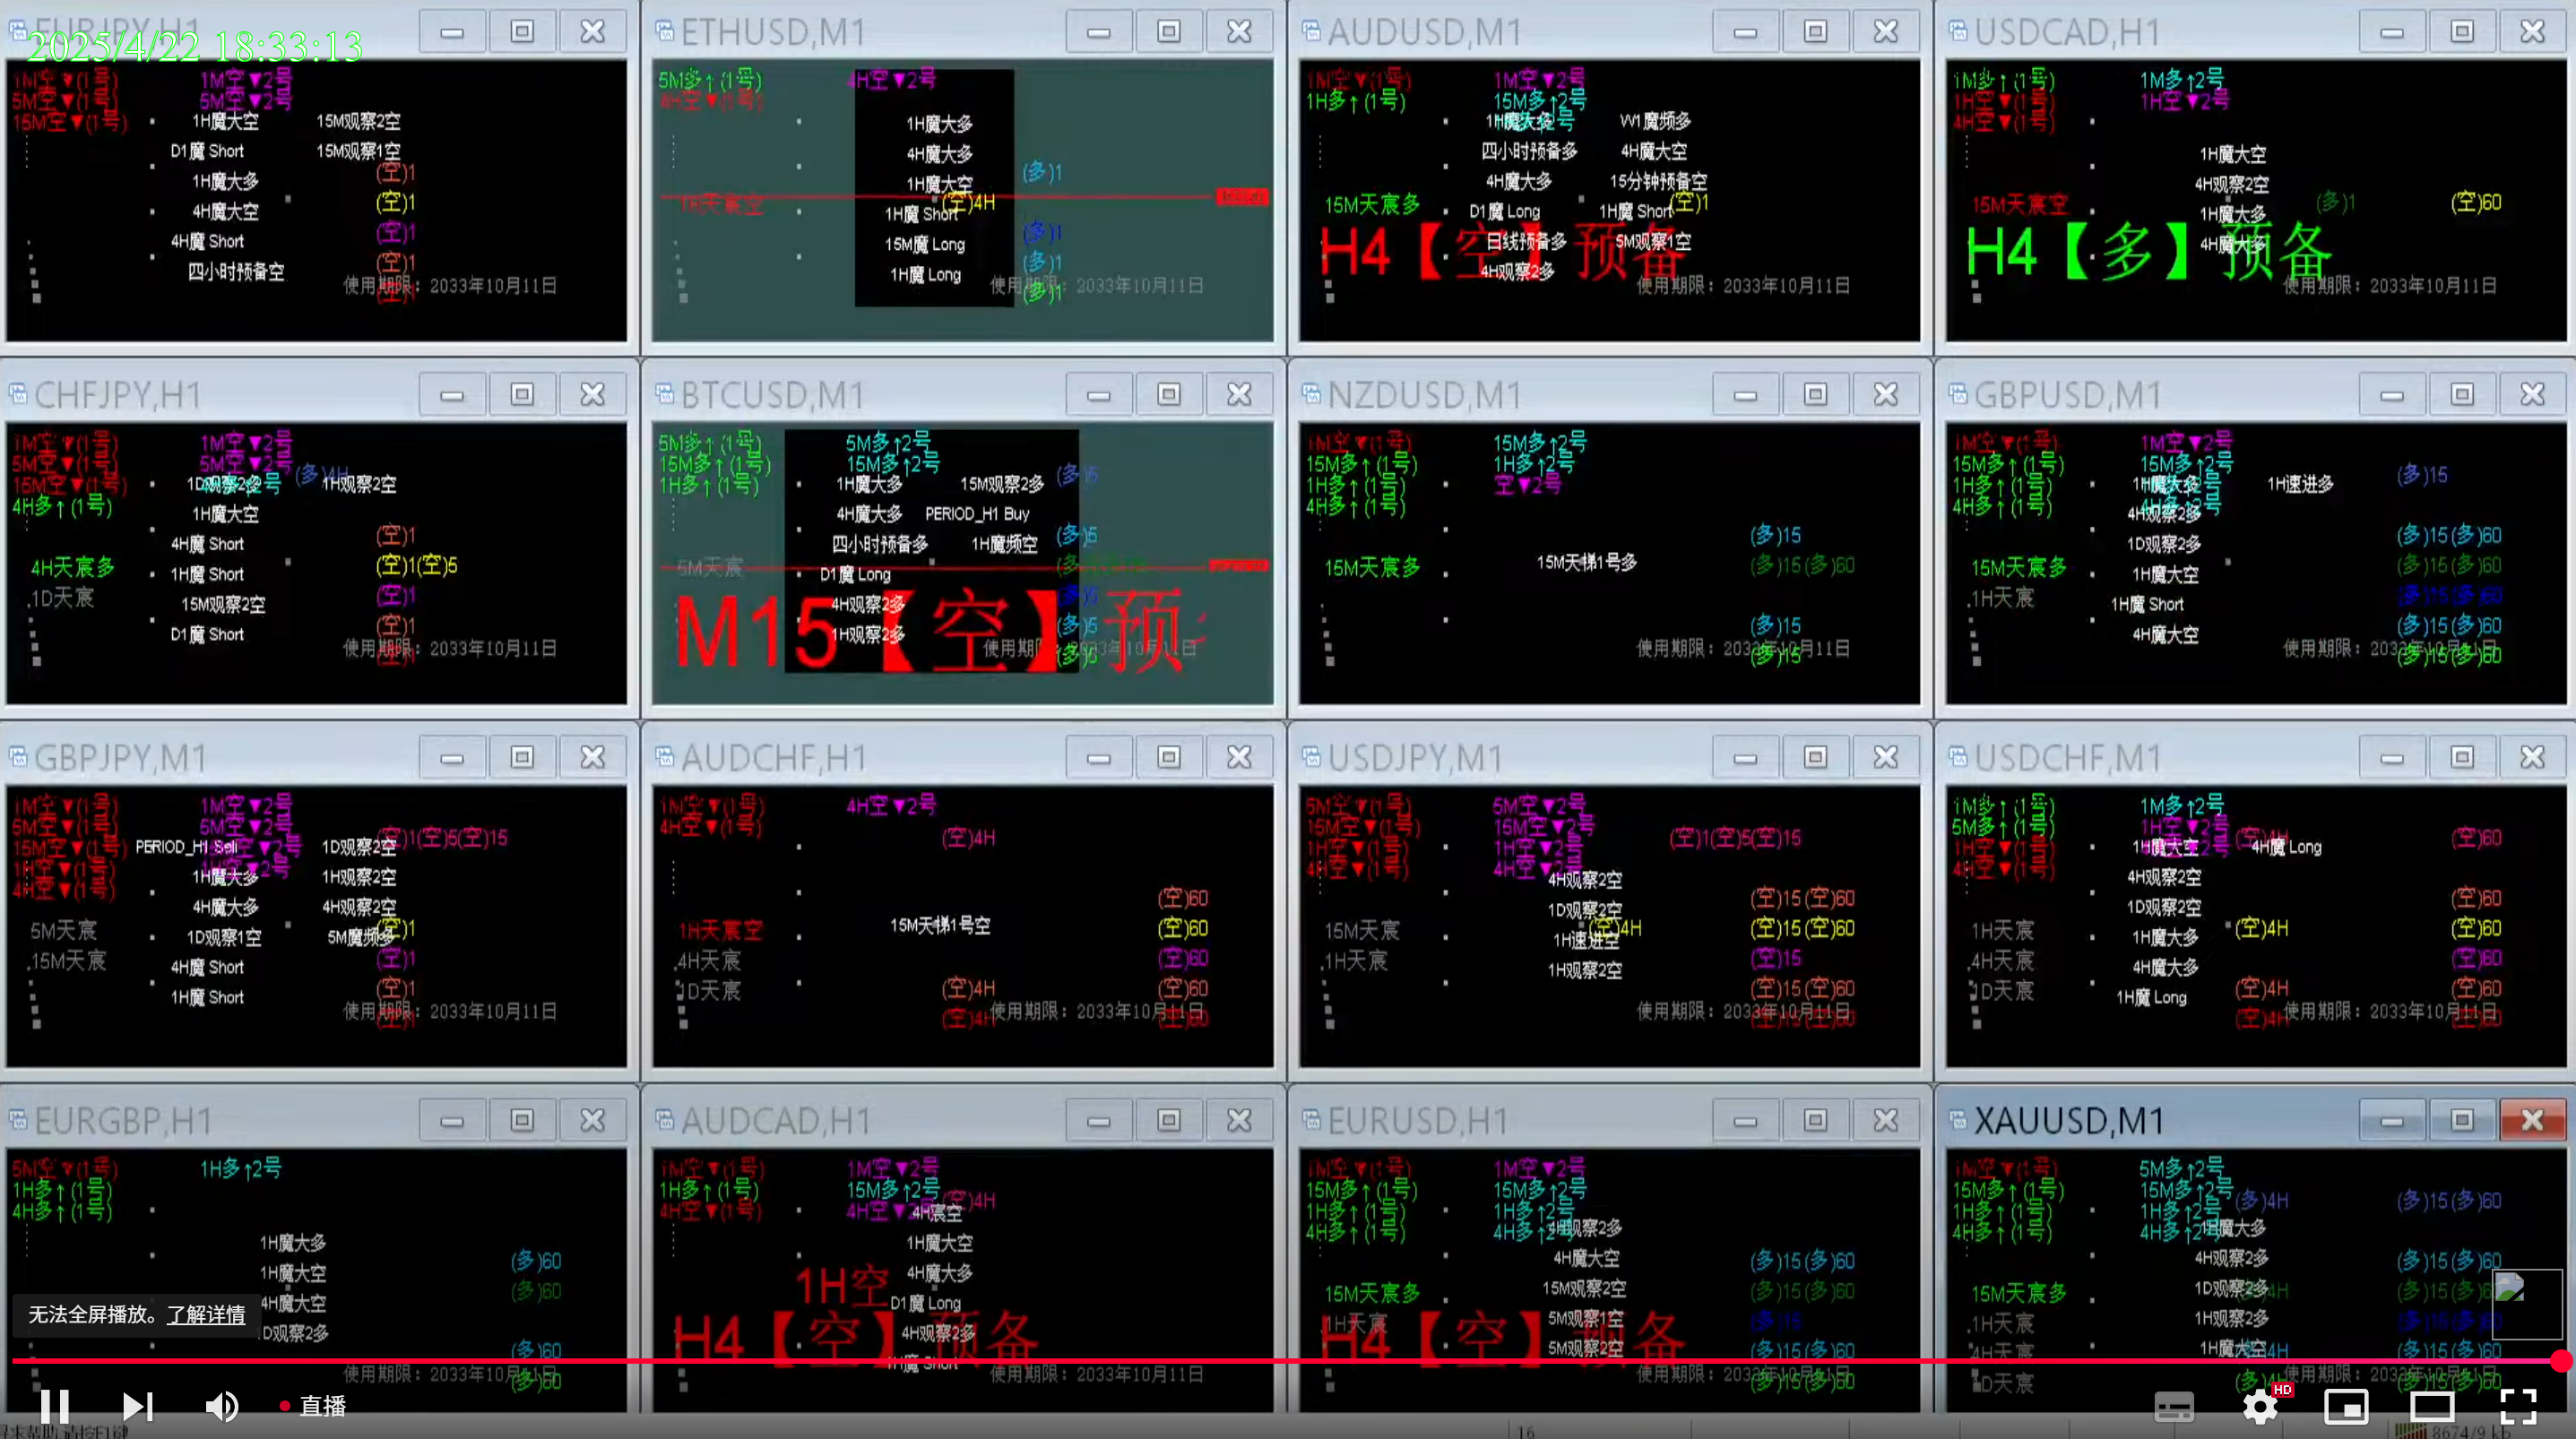 EURJPY,H1
2025/4/22 18:33:13
1M空▼(1号)
1M空▼2号
5M空▼(1号)
5M空▼2号
15M空▼(1号)
1H魔大空
15M观察2空
D1魔 Short
15M观察1空
(空)1
1H魔大多
(空)1
4H魔大空
(空)1
4H魔 Short
(空)1
四小时预备空
使用期限：2033年10月11日
ETHUSD,M1
5M多↑(1号)
4H空▼2号
4H空▼(1号)
1H魔大多
4H魔大多
(多)1
1H魔大空
1H天宸空
(空)4H
1H魔 Short
(多)1
15M魔 Long
(多)1
1H魔 Long
使用期限：2033年10月11日
(多)1
AUDUSD,M1
1M空▼(1号)
1M空▼2号
1H多↑(1号)
15M多↑2号
1H魔大多
W1魔频多
四小时预备多
4H魔大空
4H魔大多
15分钟预备空
15M天宸多
(空)1
D1魔 Long
1H魔 Short
日线预备多
5M观察1空
H4【空】预备
4H观察2多
使用期限：2033年10月11日
USDCAD,H1
1M多↑(1号)
1M多↑2号
1H空▼(1号)
1H空▼2号
4H空▼(1号)
1H魔大空
4H观察2空
15M天宸空
(多)1
(空)60
1H魔大多
4H魔大多
H4【多】预备
使用期限：2033年10月11日
CHFJPY,H1
1M空▼(1号)
1M空▼2号
5M空▼(1号)
5M空▼2号
(多)4H
15M空▼(1号)
1D观察2多
1H观察2空
4H多↑(1号)
1H魔大空
(空)1
4H魔 Short
4H天宸多
(空)1(空)5
1H魔 Short
1D天宸
(空)1
15M观察2空
(空)1
D1魔 Short
使用期限：2033年10月11日
BTCUSD,M1
5M多↑(1号)
5M多↑2号
15M多↑(1号)
15M多↑2号
(多)5
1H多↑(1号)
1H魔大多
15M观察2多
4H魔大多
PERIOD_H1 Buy
(多)5
四小时预备多
1H魔频空
5M天宸
D1魔 Long
4H观察2多
(多)5
M15【空】预
1H观察2多
NZDUSD,M1
1M空▼(1号)
15M多↑2号
15M多↑(1号)
1H多↑2号
1H多↑(1号)
空▼2号
4H多↑(1号)
(多)15
15M天梯1号多
15M天宸多
(多)15(多)60
(多)15
使用期限：2033年10月11日
(多)15
GBPUSD,M1
1M空▼(1号)
1M空▼2号
15M多↑(1号)
15M多↑2号
(多)15
1H多↑(1号)
1H魔大多
1H速进多
4H多↑(1号)
4H观察2多
(多)15(多)60
1D观察2多
15M天宸多
(多)15(多)60
1H魔大空
1H天宸
(多)15(多)60
1H魔 Short
(多)15(多)60
4H魔大空
(多)15(多)60
GBPJPY,M1
1M空▼(1号)
1M空▼2号
5M空▼(1号)
5M空▼2号
(空)1(空)5(空)15
15M空▼(1号)
PERIOD_H1 Sell
1D观察2空
1H空▼(1号)
1H魔大多
1H观察2空
4H空▼(1号)
4H魔大多
4H观察2空
5M天宸
(空)1
1D观察1空
5M魔频多
15M天宸
(空)1
4H魔 Short
(空)1
1H魔 Short
使用期限：2033年10月11日
AUDCHF,H1
1M空▼(1号)
4H空▼2号
4H空▼(1号)
(空)4H
(空)60
15M天梯1号空
1H天宸空
(空)60
4H天宸
(空)60
1D天宸
(空)4H
(空)60
(空)4H
使用期限：2033年10月11日
USDJPY,M1
5M空▼(1号)
5M空▼2号
15M空▼(1号)
15M空▼2号
(空)1(空)5(空)15
1H空▼(1号)
1H空▼2号
4H空▼(1号)
4H空▼2号
4H观察2空
(空)15(空)60
1D观察2空
15M天宸
(空)4H
(空)15(空)60
1H速进空
1H天宸
(空)15
1H观察2空
(空)15(空)60
使用期限：2033年10月11日
USDCHF,M1
1M多↑(1号)
1M多↑2号
5M多↑(1号)
1H空▼2号
(空)4H
(空)60
1H空▼(1号)
1H魔大空
4H魔 Long
4H空▼(1号)
4H观察2空
(空)60
1D观察2空
1H天宸
(空)4H
(空)60
1H魔大多
4H天宸
(空)60
4H魔大多
1D天宸
(空)4H
(空)60
1H魔 Long
(空)4H
使用期限：2033年10月11日
EURGBP,H1
5M空▼(1号)
1H多↑2号
1H多↑(1号)
4H多↑(1号)
1H魔大多
(多)60
1H魔大空
(多)60
4H魔大空
1D观察2多
(多)60
使用期限：2033年10月11日
(多)60
AUDCAD,H1
1M空▼(1号)
1M空▼2号
1H多↑(1号)
15M多↑2号
(空)4H
4H空▼(1号)
4H空▼2号
4H宸空
1H魔大空
4H魔大多
1H空
D1魔 Long
H4【空】预备
4H观察2多
1H魔 Short
使用期限：2033年10月11日
EURUSD,H1
1M空▼(1号)
1M空▼2号
15M多↑(1号)
15M多↑2号
1H多↑(1号)
1H多↑2号
4H多↑(1号)
4H多↑2号
4H观察2多
4H魔大空
(多)15(多)60
15M观察2空
15M天宸多
(多)15(多)60
5M观察1空
1H天宸
(多)15
H4【空】预备
5M观察2空
(多)15(多)60
使用期限：2033年10月11日
(多)15(多)60
XAUUSD,M1
1M空▼(1号)
5M多↑2号
15M多↑(1号)
15M多↑2号
(多)4H
(多)15(多)60
1H多↑(1号)
1H多↑2号
4H多↑(1号)
4H多↑2号
1H魔大多
4H观察2多
(多)15(多)60
1D观察2多
15M天宸多
1H观察2多
1H天宸
1H魔大空
4H天宸
(多)15(多)60
1D天宸
使用期限：2033年10月11日
无法全屏播放。了解详情
直播
HD
16
8674/9 kb